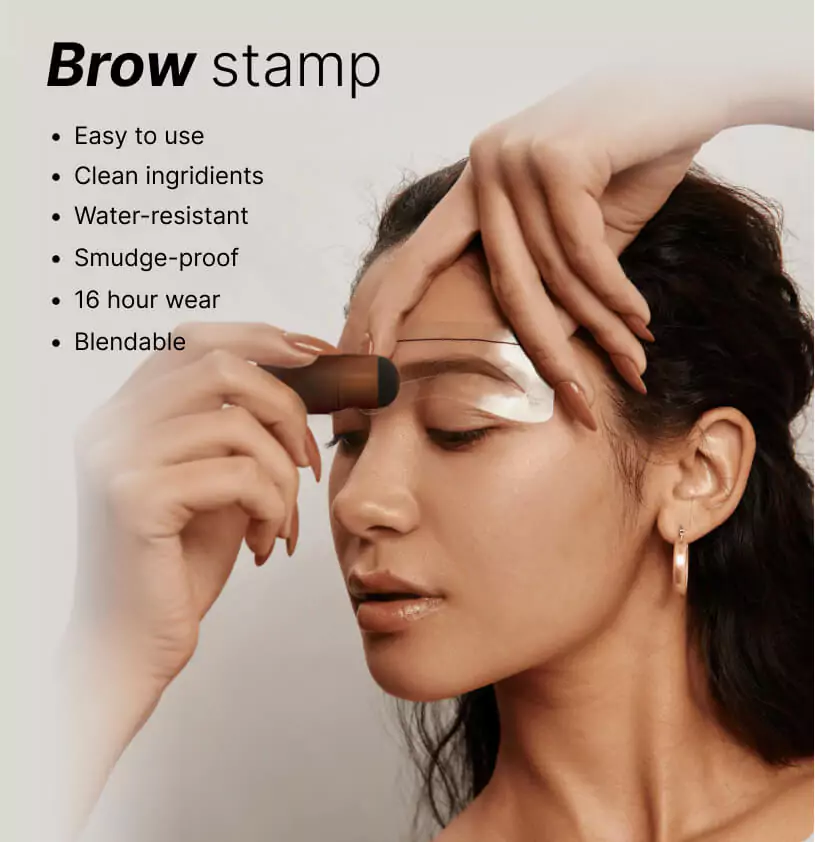 Brow stamp
• Easy to use
• Clean ingridients
• Water-resistant
• Smudge-proof
• 16 hour wear
• Blendable